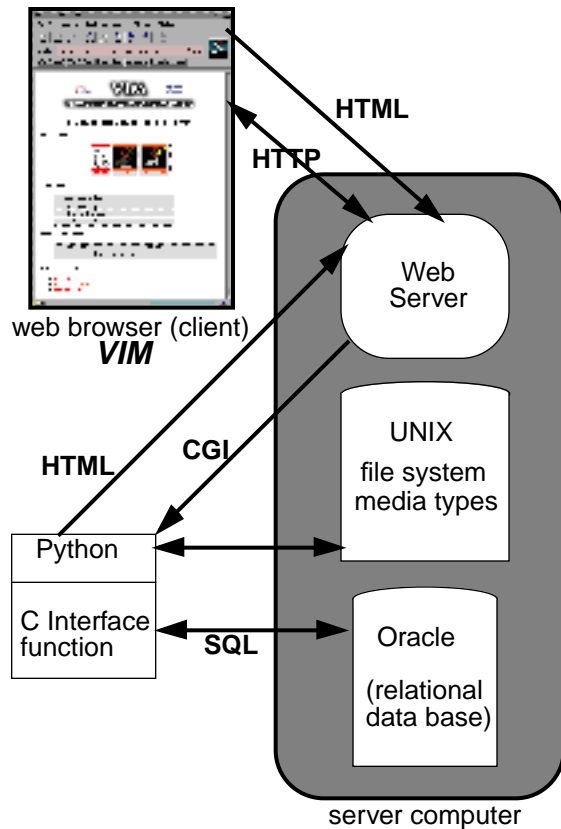 HTML
HTTP
Web
Server
web browser (client)
VIM
UNIX
file system
media types
CGI
HTML
Python
C Interface
function
SQL
Oracle
(relational
data base)
server computer